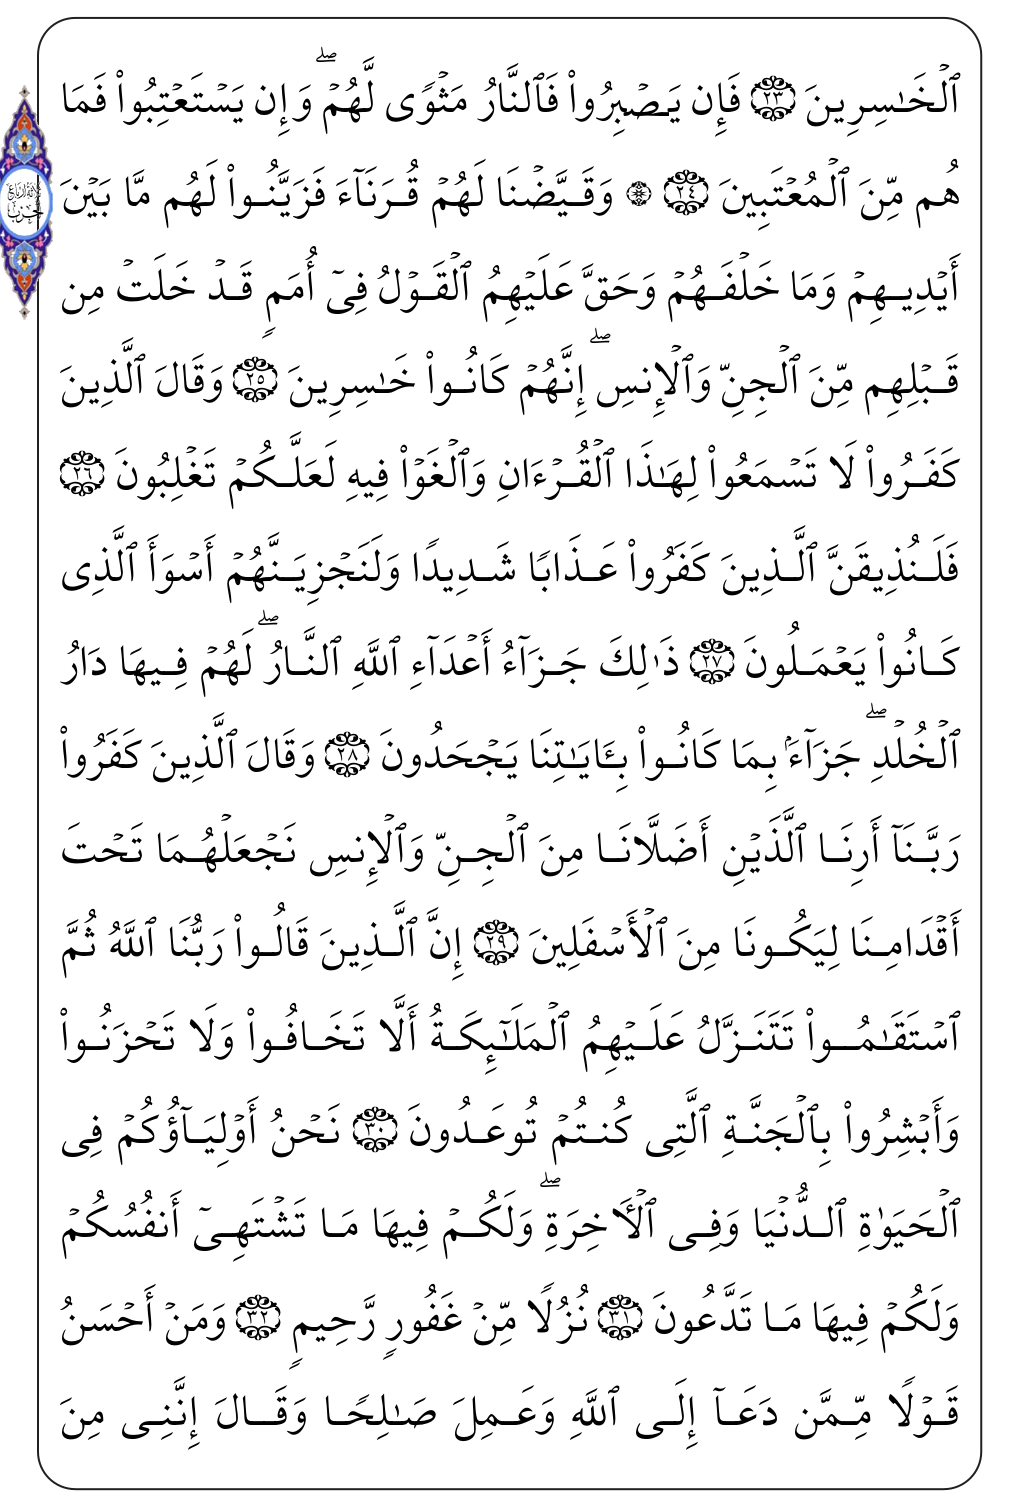 ٱلۡخَـٰسِرِينَ ٢٣ فَإِن يَصۡبِرُواْ فَٱلنَّارُ مَثۡوٗى لَّهُمۡۖ وَإِن يَسۡتَعۡتِبُواْ فَمَا
هُم مِّنَ ٱلۡمُعۡتَبِينَ ٢٤ ۞ وَقَيَّضۡنَا لَهُمۡ قُرَنَآءَ فَزَيَّنُواْ لَهُم مَّا بَيۡنَ
أَيۡدِيهِمۡ وَمَا خَلۡفَهُمۡ وَحَقَّ عَلَيۡهِمُ ٱلۡقَوۡلُ فِىٓ أُمَمٖ قَدۡ خَلَتۡ مِن
قَبۡلِهِم مِّنَ ٱلۡجِنِّ وَٱلۡإِنسِۖ إِنَّهُمۡ كَانُواْ خَـٰسِرِينَ ٢٥ وَقَالَ ٱلَّذِينَ
كَفَرُواْ لَا تَسۡمَعُواْ لِهَـٰذَا ٱلۡقُرۡءَانِ وَٱلۡغَوۡاْ فِيهِ لَعَلَّكُمۡ تَغۡلِبُونَ ٢٦
فَلَنُذِيقَنَّ ٱلَّذِينَ كَفَرُواْ عَذَابًا شَدِيدًا وَلَنَجۡزِيَنَّهُمۡ أَسۡوَأَ ٱلَّذِى
كَانُواْ يَعۡمَلُونَ ٢٧ ذَٰلِكَ جَزَآءُ أَعۡدَآءِ ٱللَّهِ ٱلنَّارُۖ لَهُمۡ فِيهَا دَارُ
ٱلۡخُلۡدِۖ جَزَآءَۢ بِمَا كَانُواْ بِـَٔايَـٰتِنَا يَجۡحَدُونَ ٢٨ وَقَالَ ٱلَّذِينَ كَفَرُواْ
رَبَّنَآ أَرِنَا ٱلَّذَيۡنِ أَضَلَّانَا مِنَ ٱلۡجِنِّ وَٱلۡإِنسِ نَجۡعَلۡهُمَا تَحۡتَ
أَقۡدَامِنَا لِيَكُونَا مِنَ ٱلۡأَسۡفَلِينَ ٢٩ إِنَّ ٱلَّذِينَ قَالُواْ رَبُّنَا ٱللَّهُ ثُمَّ
ٱسۡتَقَـٰمُواْ تَتَنَزَّلُ عَلَيۡهِمُ ٱلۡمَلَـٰٓئِكَةُ أَلَّا تَخَافُواْ وَلَا تَحۡزَنُواْ
وَأَبۡشِرُواْ بِٱلۡجَنَّةِ ٱلَّتِى كُنتُمۡ تُوعَدُونَ ٣٠ نَحۡنُ أَوۡلِيَآؤُكُمۡ فِى
ٱلۡحَيَوٰةِ ٱلدُّنۡيَا وَفِى ٱلۡأٓخِرَةِۖ وَلَكُمۡ فِيهَا مَا تَشۡتَهِىٓ أَنفُسُكُمۡ
وَلَكُمۡ فِيهَا مَا تَدَّعُونَ ٣١ نُزُلًا مِّنۡ غَفُورٖ رَّحِيمٖ ٣٢ وَمَنۡ أَحۡسَنُ
قَوۡلًا مِّمَّن دَعَآ إِلَى ٱللَّهِ وَعَمِلَ صَـٰلِحًا وَقَالَ إِنَّنِى مِنَ